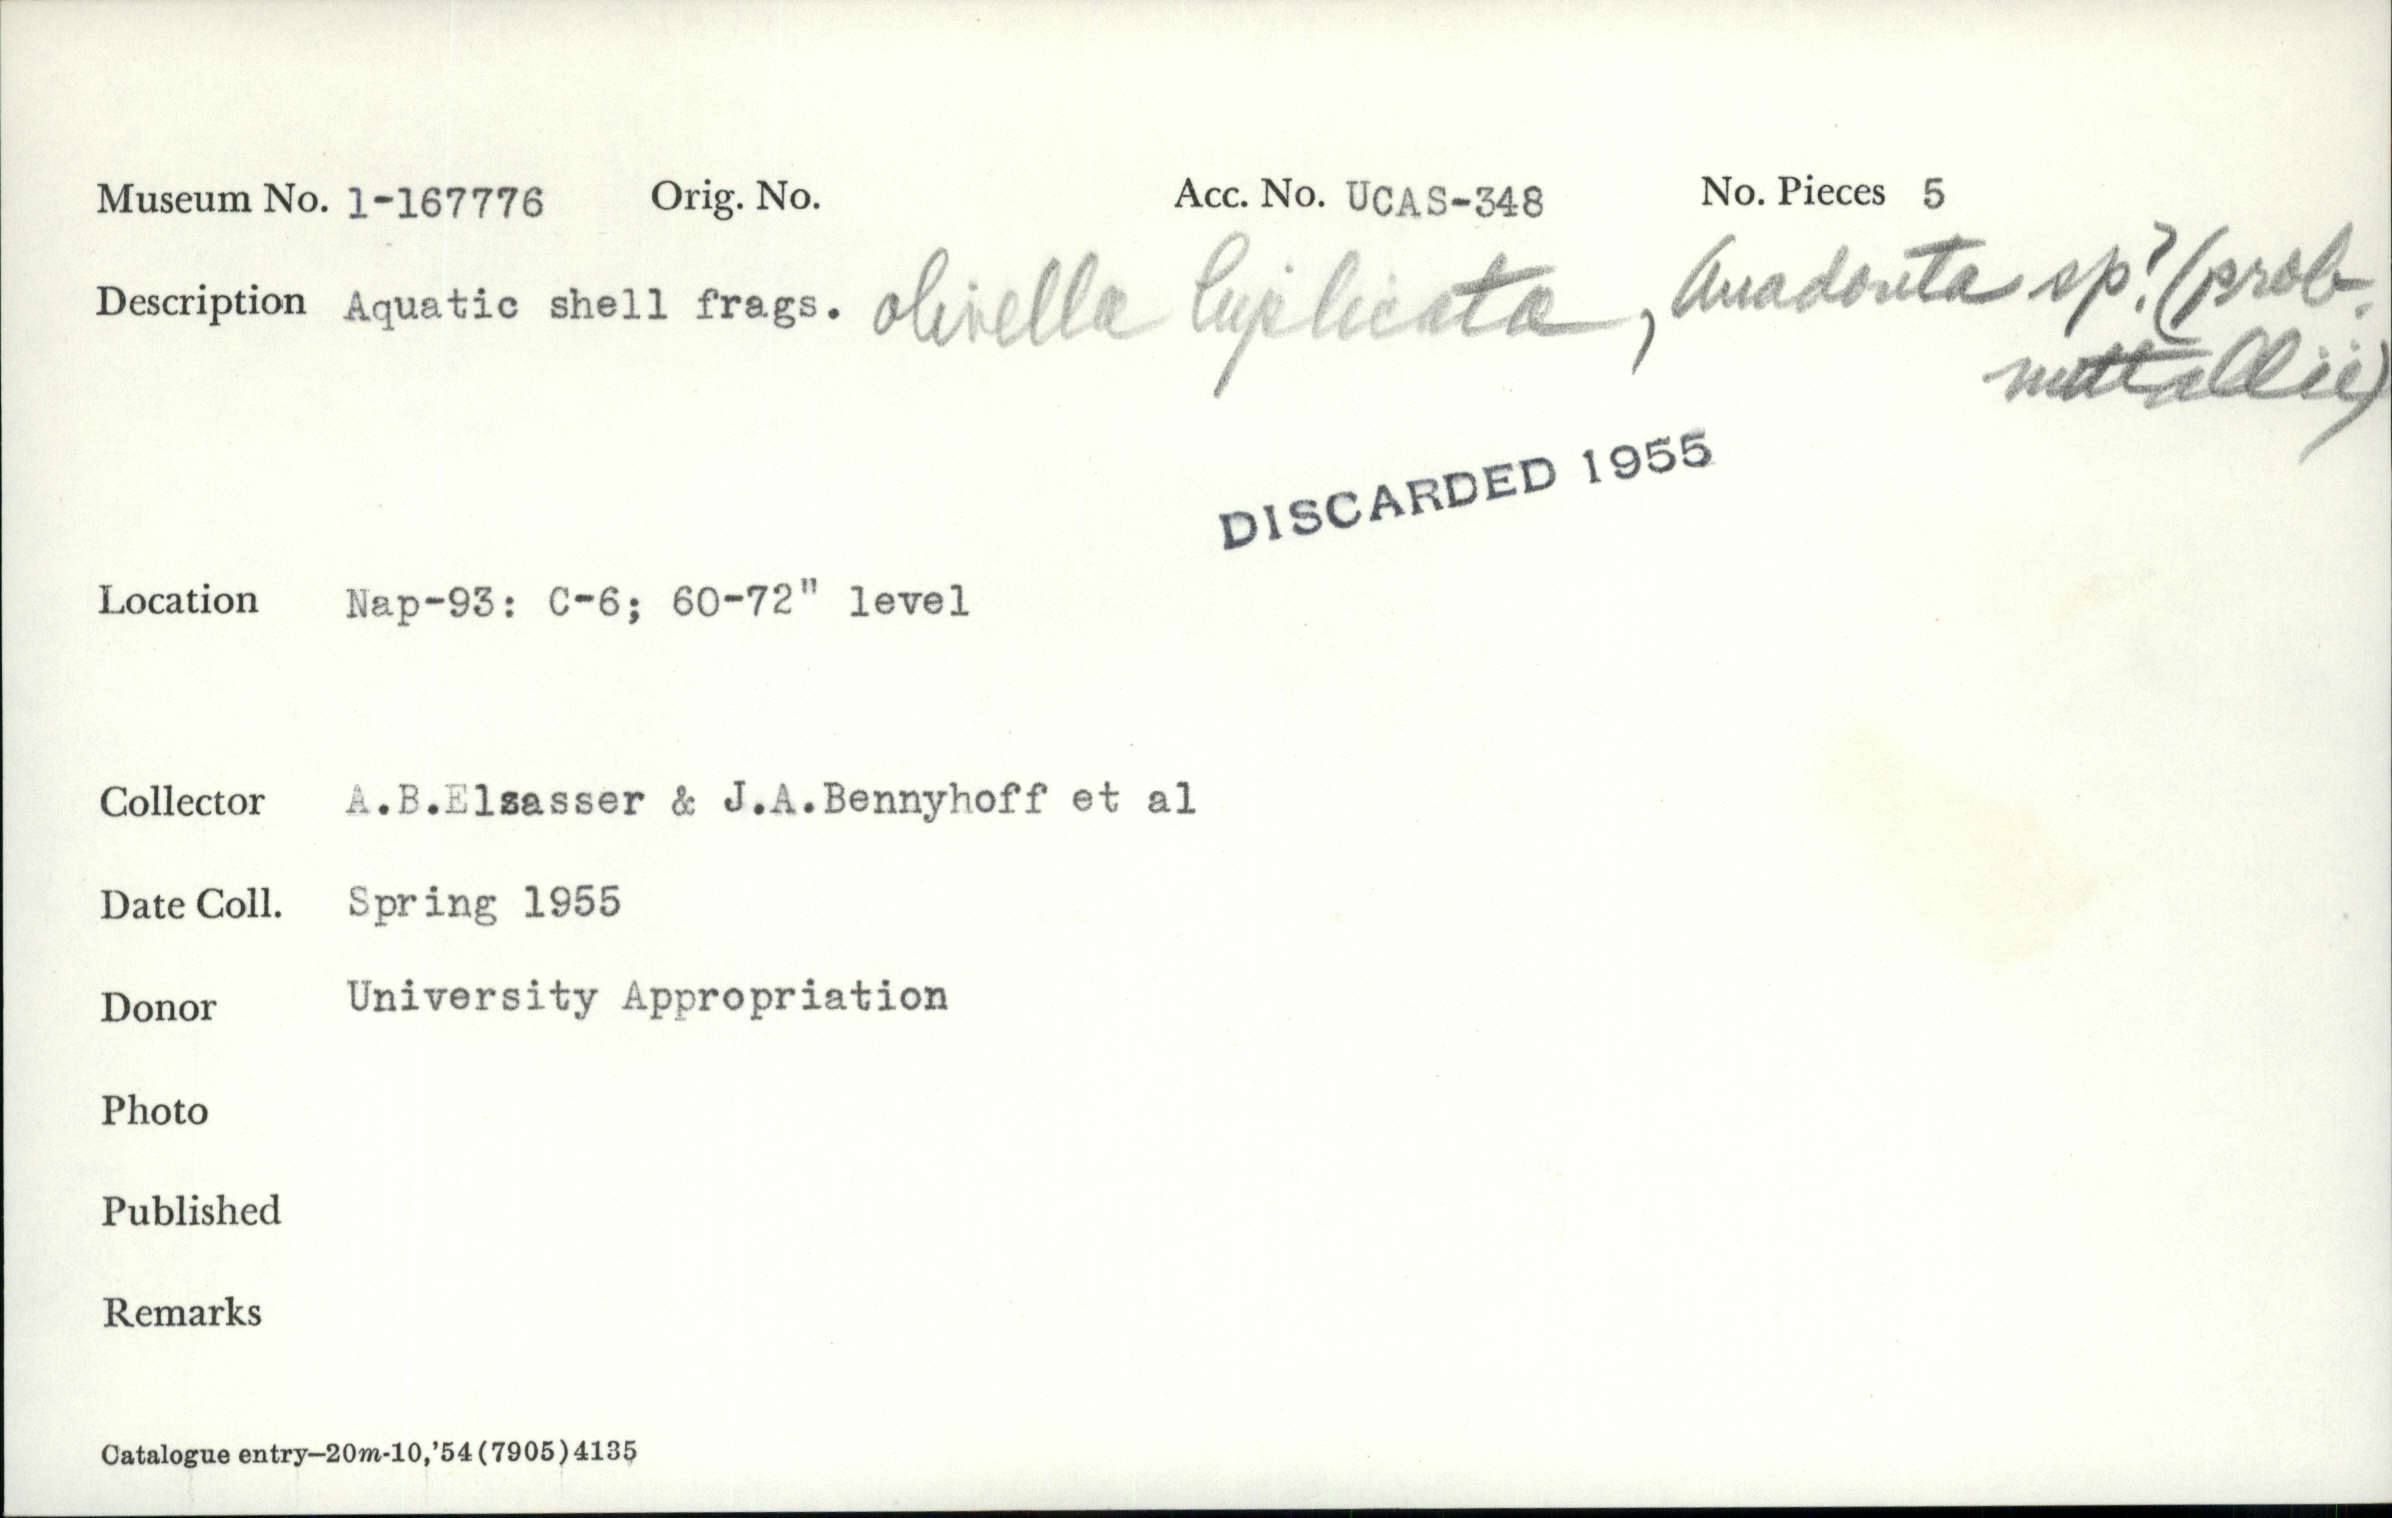 Museum No. 1-167776 Orig. No. Acc. No. UCAS-348 No. Pieces 5
Description Aquatic shell frags. Olivella biplicata, Anadonta sp? (prob.
nuttallii)
DISCARDED 1955
Location Nap-93: C-6; 60-72" level
Collector A.B.Elsasser & J.A.Bennyhoff et al
Date Coll. Spring 1955
Donor University Appropriation
Photo
Published
Remarks
Catalogue entry—20m-10,'54(7905)4135